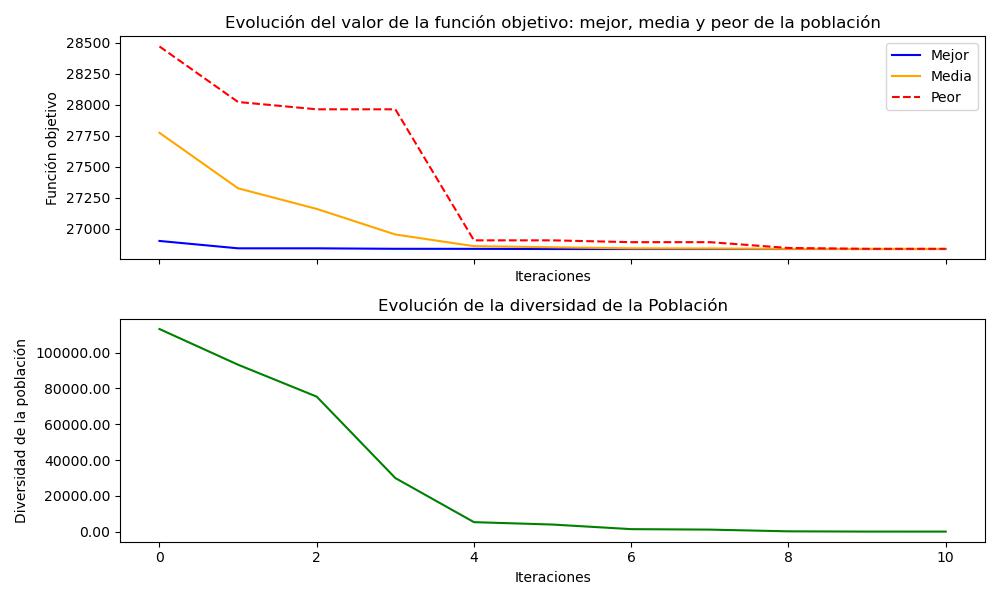 Evolución del valor de la función objetivo: mejor, media y peor de la población
28500
28250
28000
27750
27500
27250
27000
Función objetivo
Mejor
Media
Peor
Iteraciones
Evolución de la diversidad de la Población
100000.00
80000.00
60000.00
40000.00
20000.00
0.00
Diversidad de la población
0 2 4 6 8 10
Iteraciones